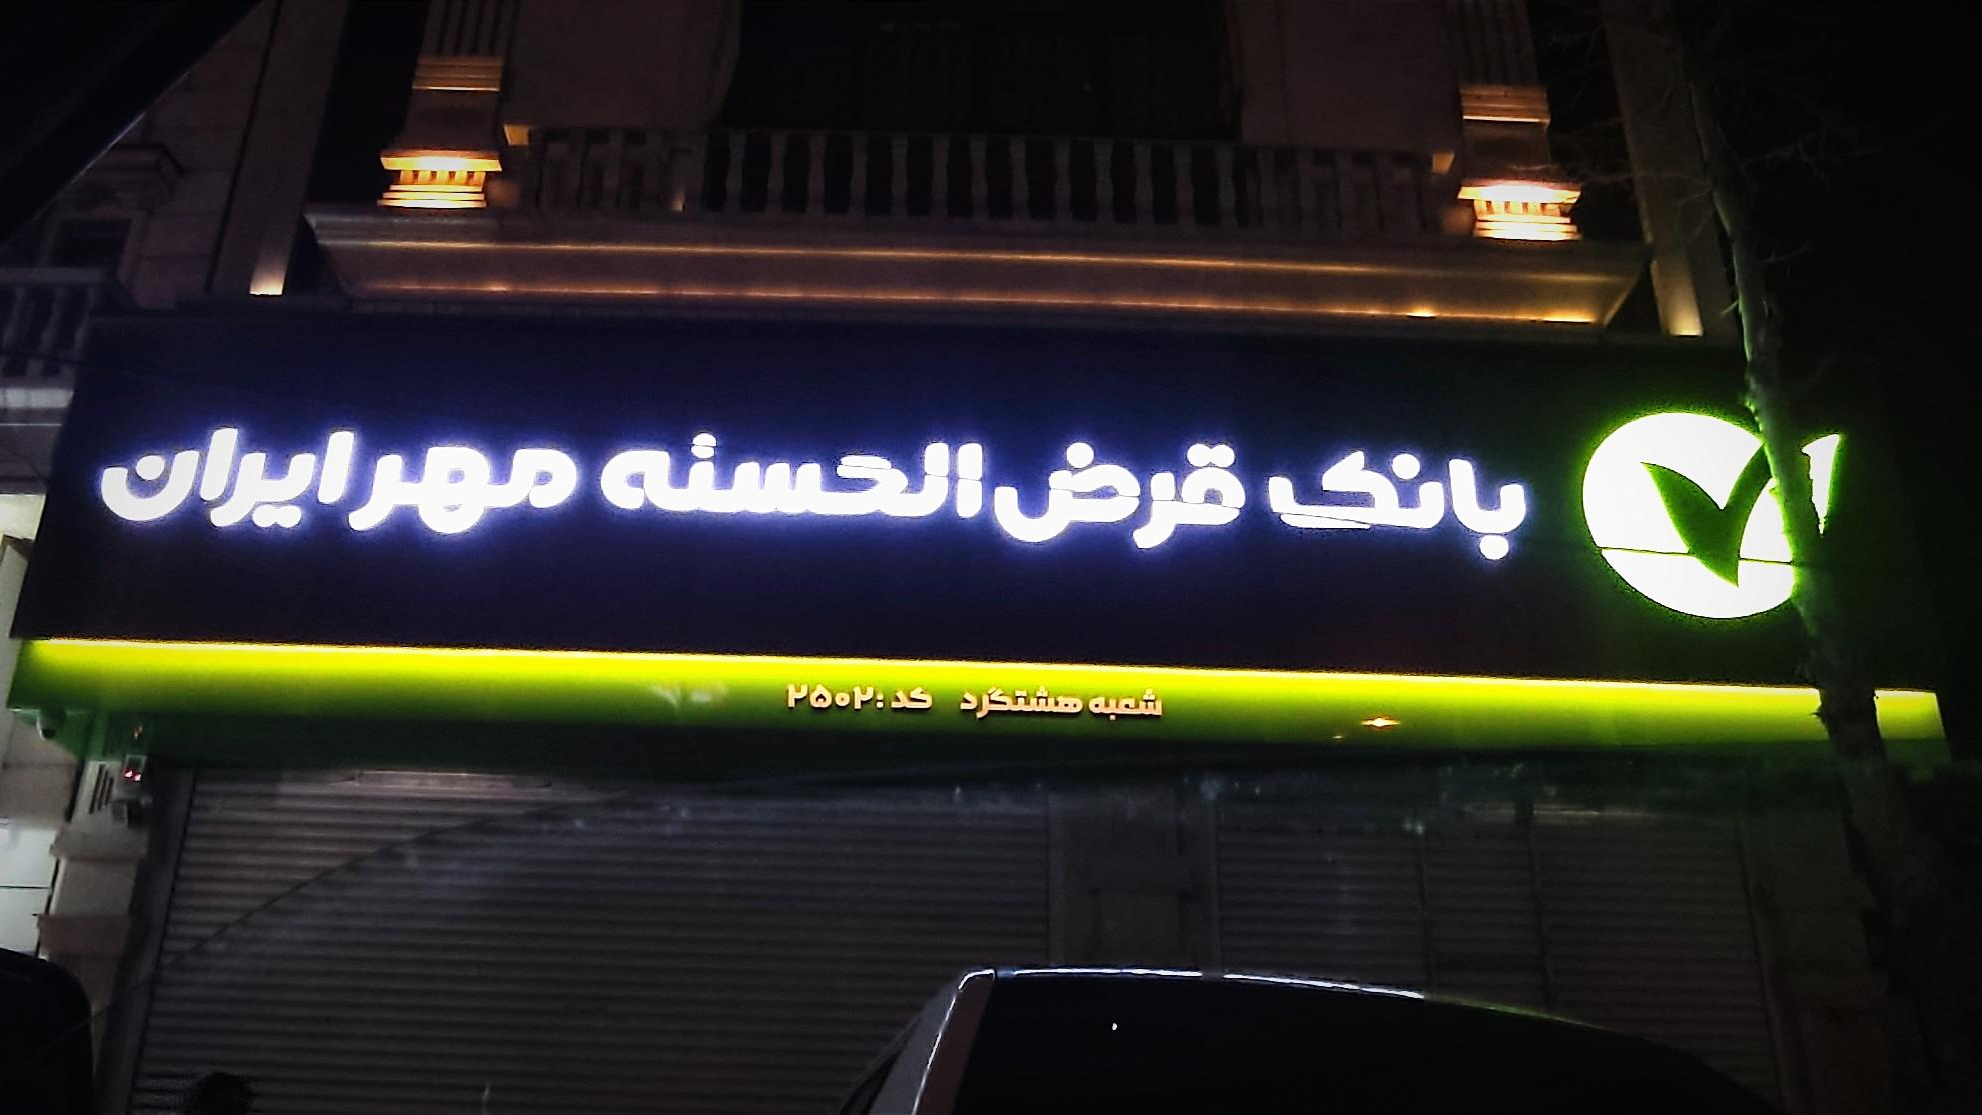 بانک قرض‌الحسنه مهر ایران
شعبه هشتگرد کد: ۲۵۰۲